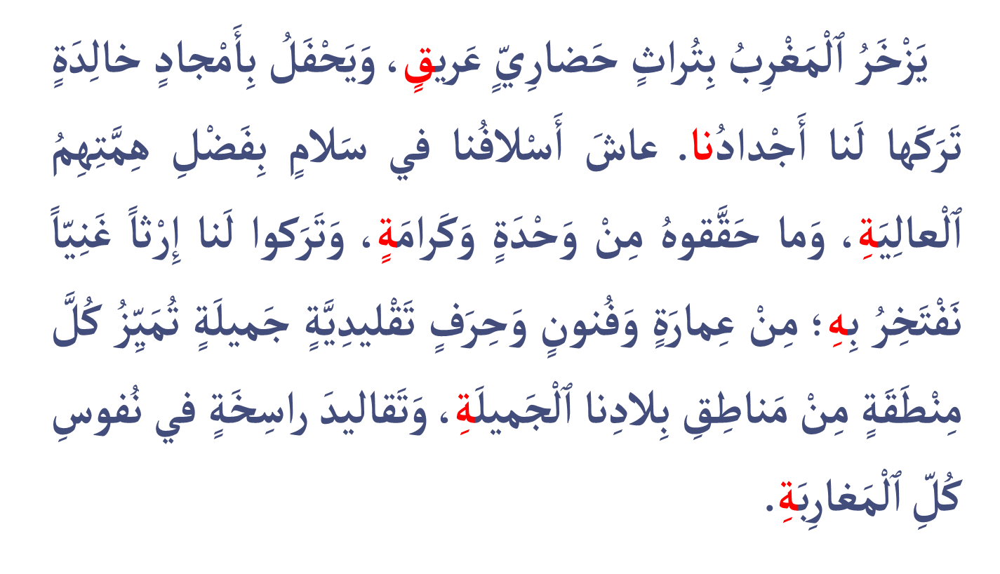 يَزْخَرُ ٱلْمَغْرِبُ بِتُراثٍ حَضارِيٍّ عَريقٍ، وَيَحْفَلُ بِأَمْجادٍ خالِدَةٍ
تَرَكَها لَنا أَجْدادُنا. عاشَ أَسْلافُنا في سَلامٍ بِفَضْلِ هِمَّتِهِمُ
ٱلْعالِيَةِ، وَما حَقَّقوهُ مِنْ وَحْدَةٍ وَكَرامَةٍ، وَتَرَكوا لَنا إِرْثاً غَنِيّاً
نَفْتَخِرُ بِهِ؛ مِنْ عِمارَةٍ وَفُنونٍ وَحِرَفٍ تَقْليدِيَّةٍ جَميلَةٍ تُمَيِّزُ كُلَّ
مِنْطَقَةٍ مِنْ مَناطِقِ بِلادِنا ٱلْجَميلَةِ، وَتَقاليدَ راسِخَةٍ في نُفوسِ
كُلِّ ٱلْمَغارِبَةِ.